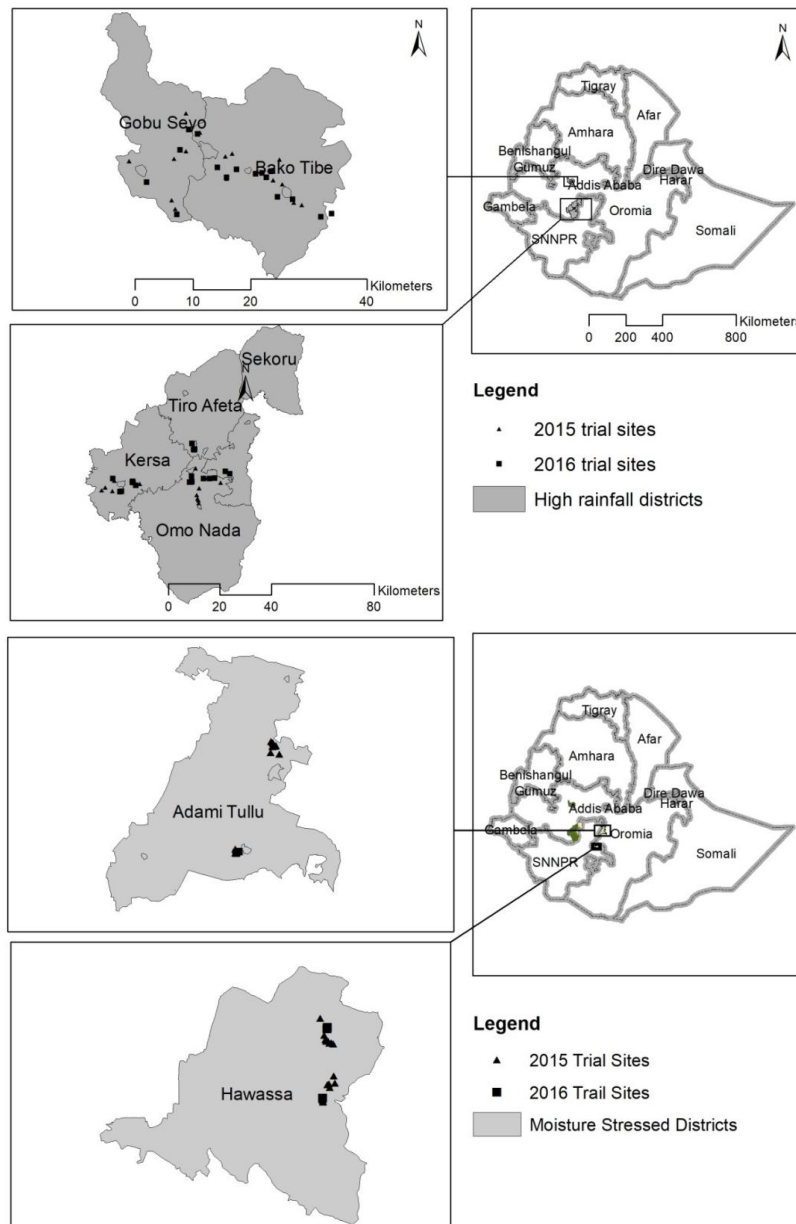 N
Gobu Seyo
Bako Tibe
0 10 20 40
Kilometers
N
Tigray
Afar
Amhara
Benishangul
Gumuz
Dire Dawa
Harar
Addis Ababa
Gambela
Oromia
SNNPR
Somali
0 200 400 800
Kilometers
Sekoru
N
Tiro Afeta
Kersa
Omo Nada
Kilometers
0 20 40 80
Legend
2015 trial sites
2016 trial sites
High rainfall districts
Adami Tullu
Tigray
Afar
Amhara
Benishangul
Gumuz
Dire Dawa
Harar
Addis Ababa
Gambela
Oromia
SNNPR
Somali
Hawassa
Legend
2015 Trial Sites
2016 Trail Sites
Moisture Stressed Districts